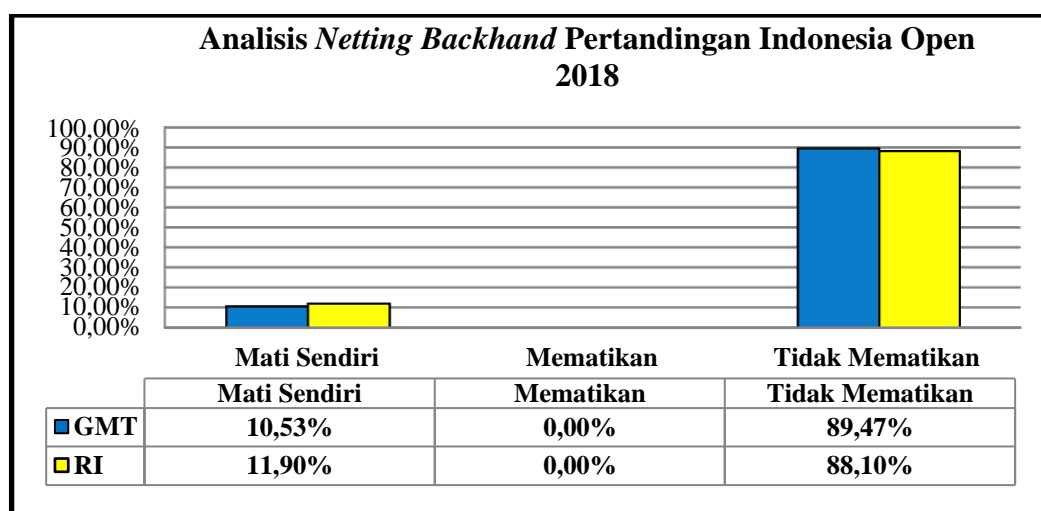 Analisis Netting Backhand Pertandingan Indonesia Open
2018
100,00%
90,00%
80,00%
70,00%
60,00%
50,00%
40,00%
30,00%
20,00%
10,00%
0,00%
Mati Sendiri Mematikan Tidak Mematikan
Mati Sendiri Mematikan Tidak Mematikan
GMT 10,53% 0,00% 89,47%
RI 11,90% 0,00% 88,10%